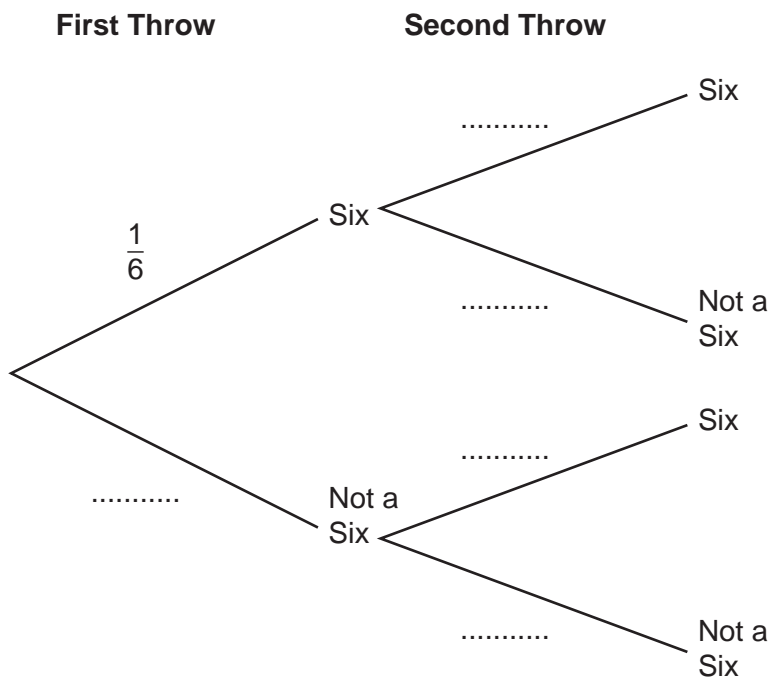 First Throw Second Throw
Six
...........
1
6
Six
...........
Not a
Six
Six
...........
...........
Not a
Six
...........
Not a
Six